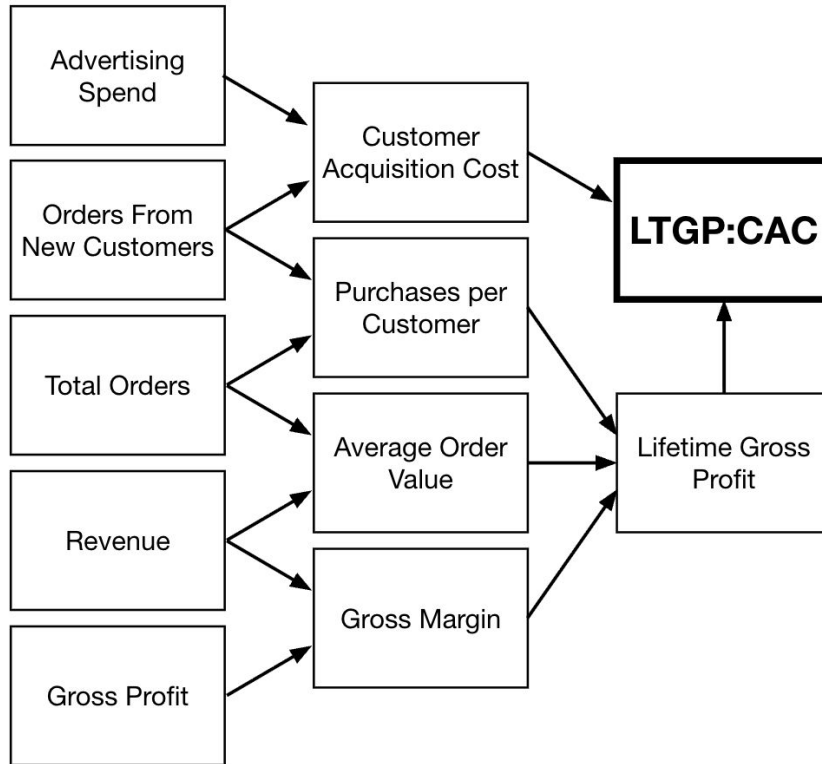 Advertising
Spend
Orders From
New Customers
Total Orders
Revenue
Gross Profit
Customer
Acquisition Cost
Purchases per
Customer
Average Order
Value
Gross Margin
LTGP:CAC
Lifetime Gross
Profit